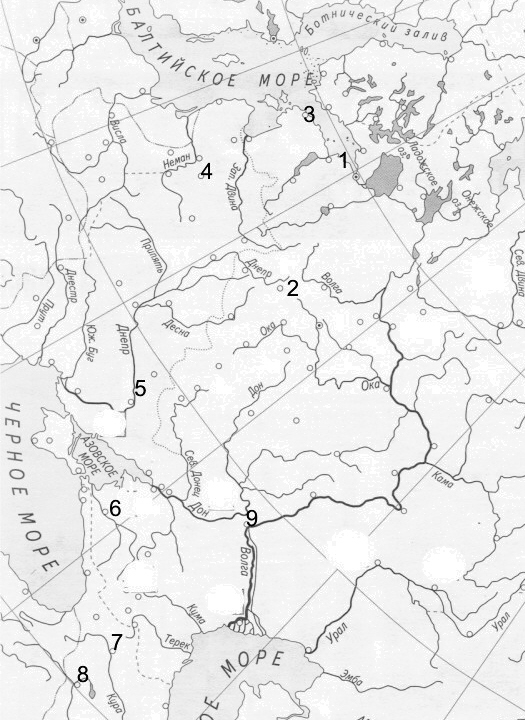 БАЛТИЙСКОЕ МОРЕ
Ботнический залив
3
Висла
1
Неман
4
Зап. Двина
Ладожское
оз.
Онежское
оз.
Сев. Двина
Припять
Днепр
Волга
2
Днестр
Прут
Юж. Буг
Днепр
Десна
Ока
5
Дон
Ока
ЧЕРНОЕ МОРЕ
АЗОВСКОЕ
МОРЕ
Сев. Донец
Дон
Кама
6
9
Волга
Кума
Урал
Урал
7
Терек
МОРЕ
8
Кура
Эмба